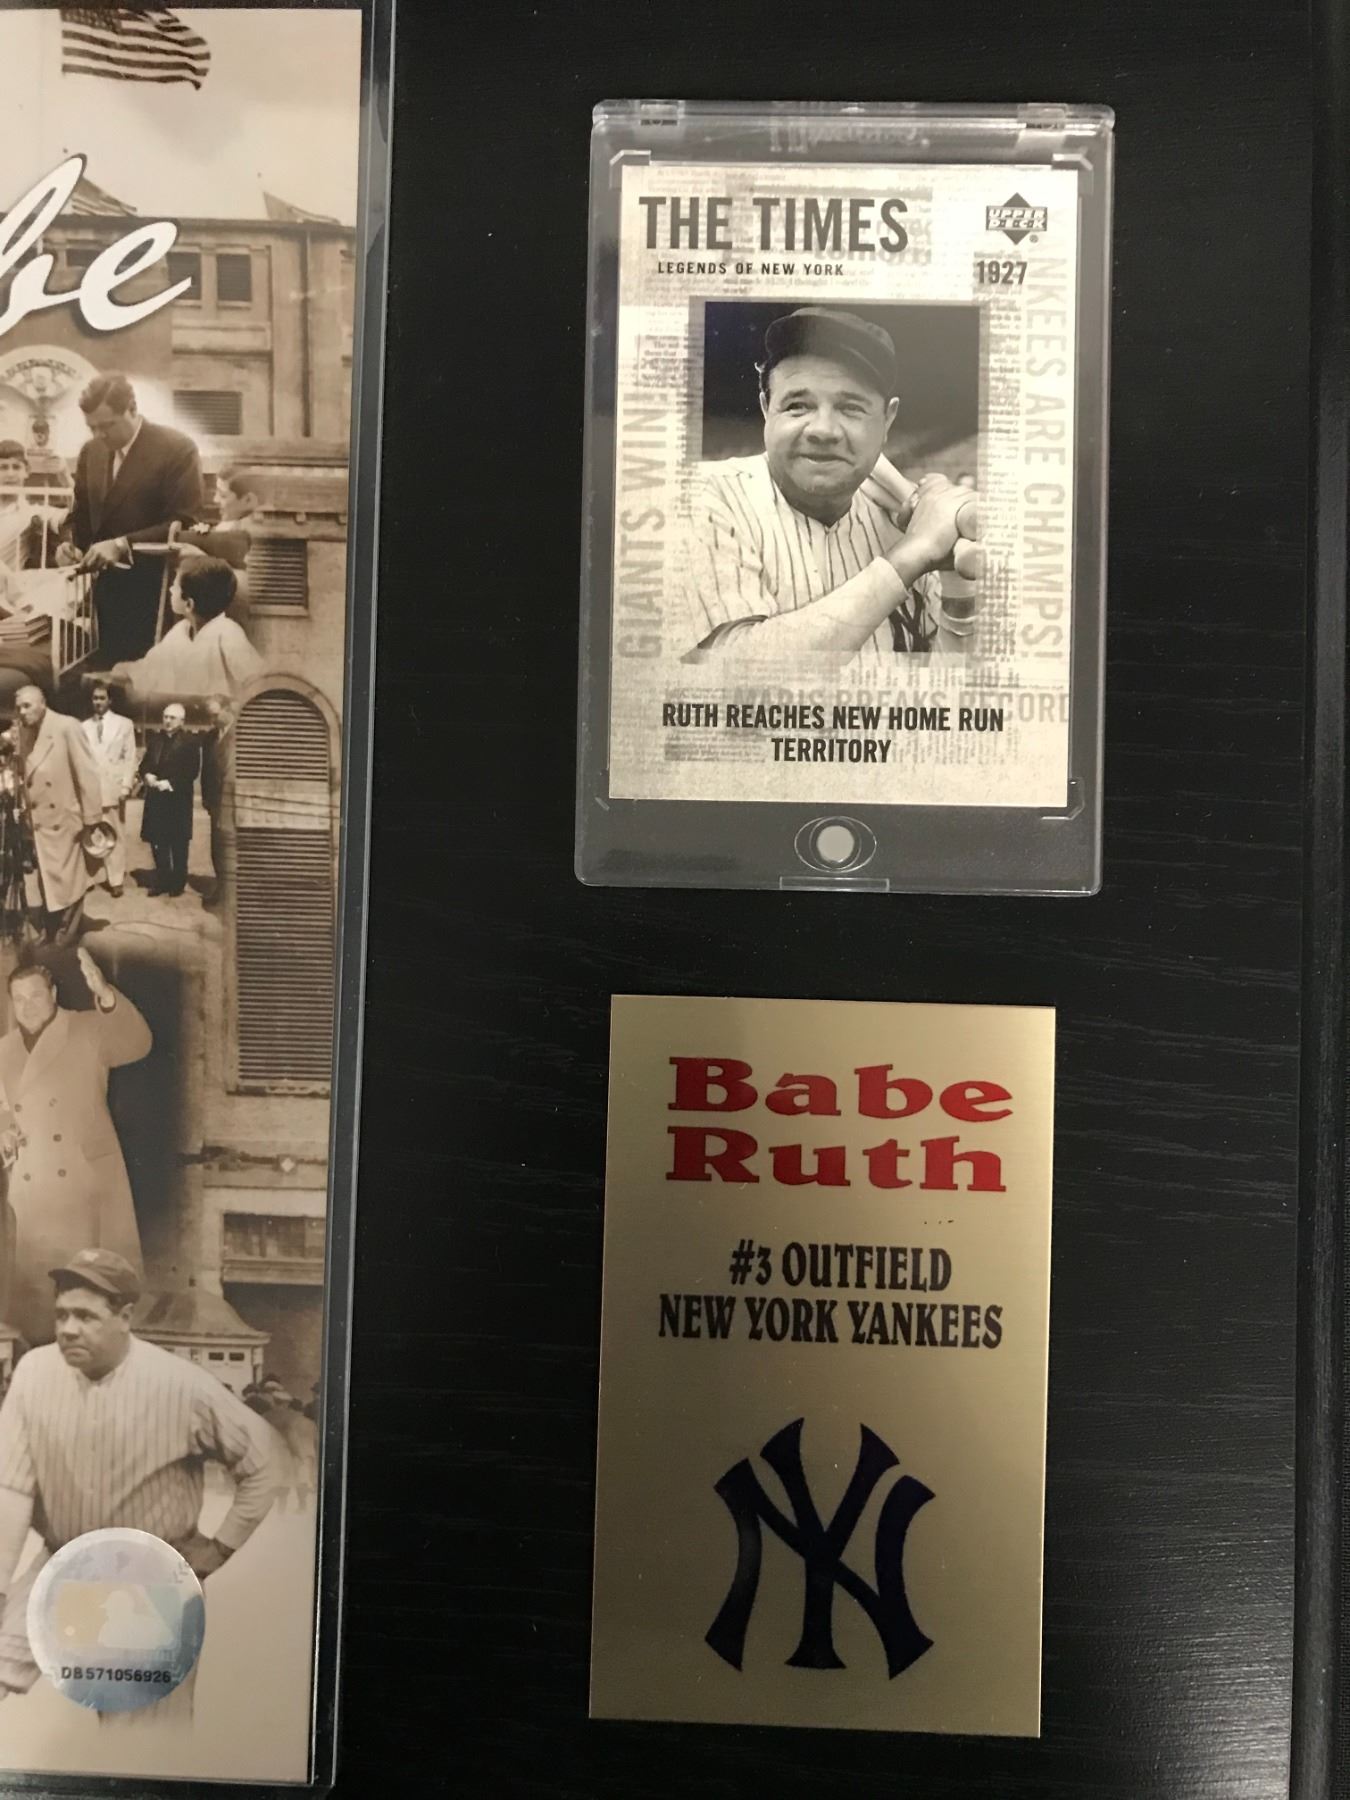 be
THE TIMES
UPPER
DECK
LEGENDS OF NEW YORK
1927
GIANTS WIN
YANKEES ARE CHAMPS!
MARIS BREAKS RECORD
RUTH REACHES NEW HOME RUN
TERRITORY
Babe
Ruth
#3 OUTFIELD
NEW YORK YANKEES
NY
DB571056926